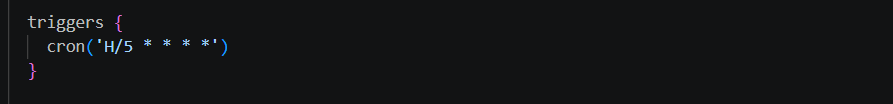 triggers {
  cron('H/5 * * * *')
}